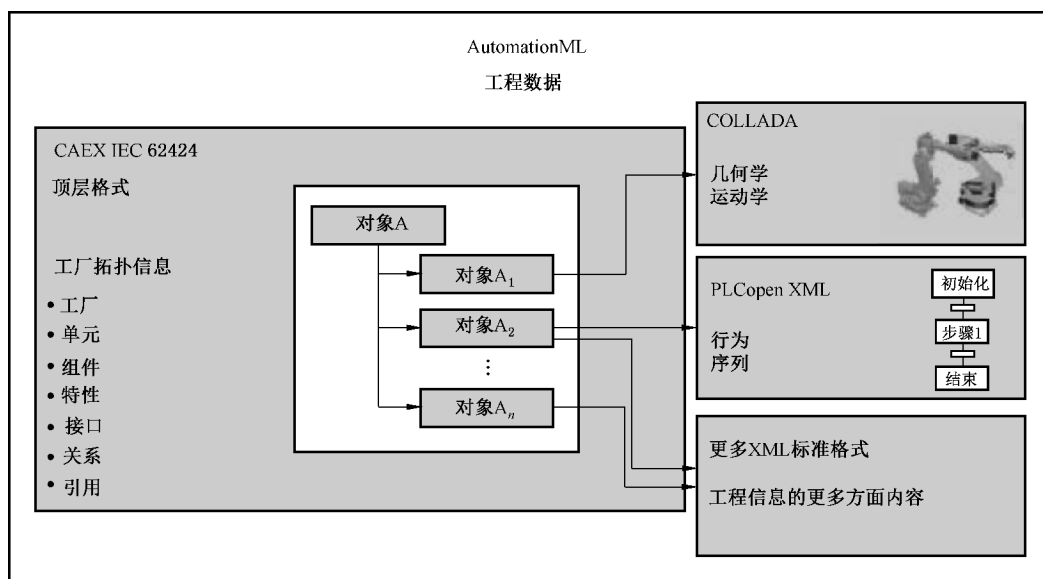 AutomationML
工程数据
CAEX IEC 62424
顶层格式
工厂拓扑信息
• 工厂
• 单元
• 组件
• 特性
• 接口
• 关系
• 引用
对象A
对象A₁
对象A₂
⋮
对象Aₙ
COLLADA
几何学
运动学
PLCopen XML
行为
序列
初始化
步骤1
结束
更多XML标准格式
工程信息的更多方面内容